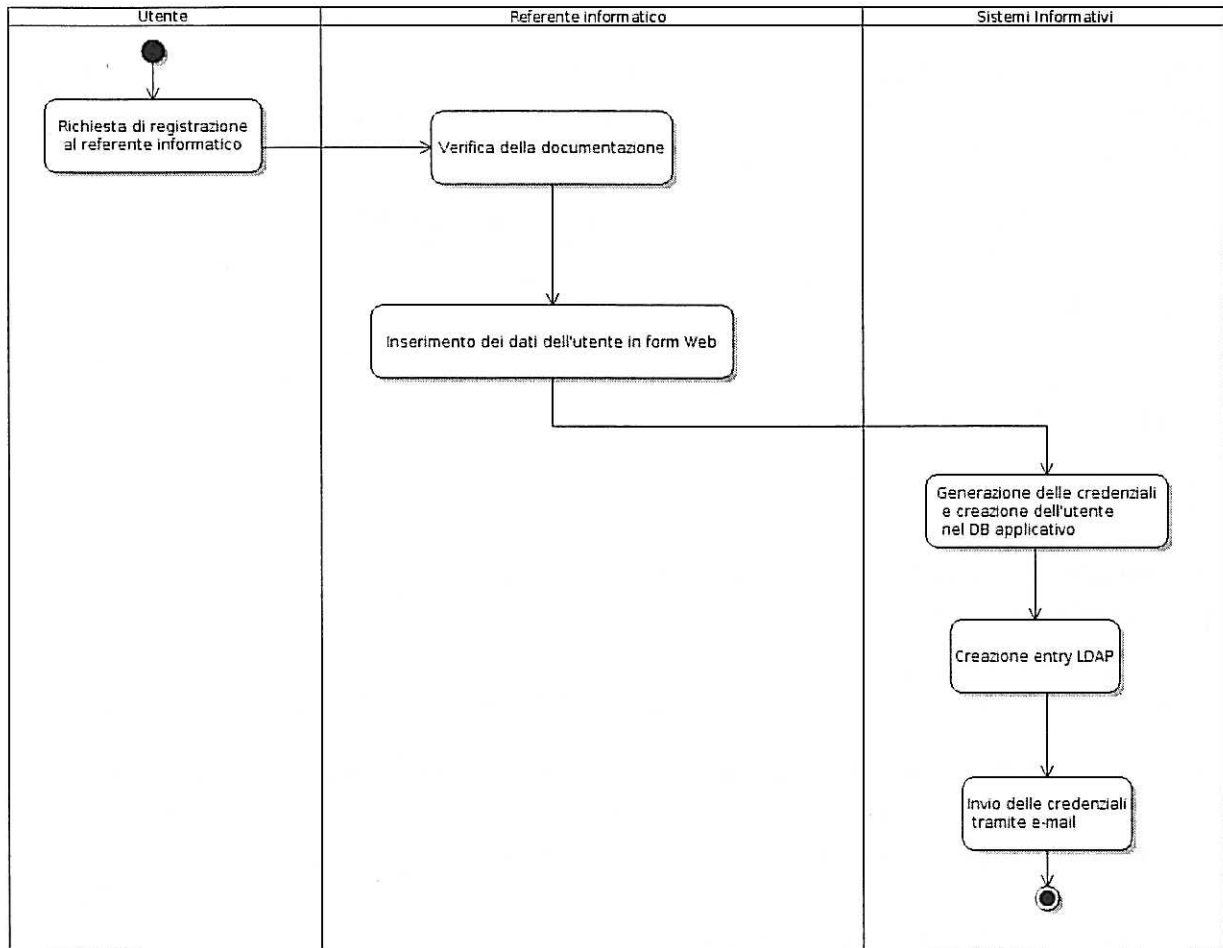 Utente
Referente informatico
Sistemi Informativi
Richiesta di registrazione
al referente informatico
Verifica della documentazione
Inserimento dei dati dell'utente in form Web
Generazione delle credenziali
e creazione dell'utente
nel DB applicativo
Creazione entry LDAP
Invio delle credenziali
tramite e-mail